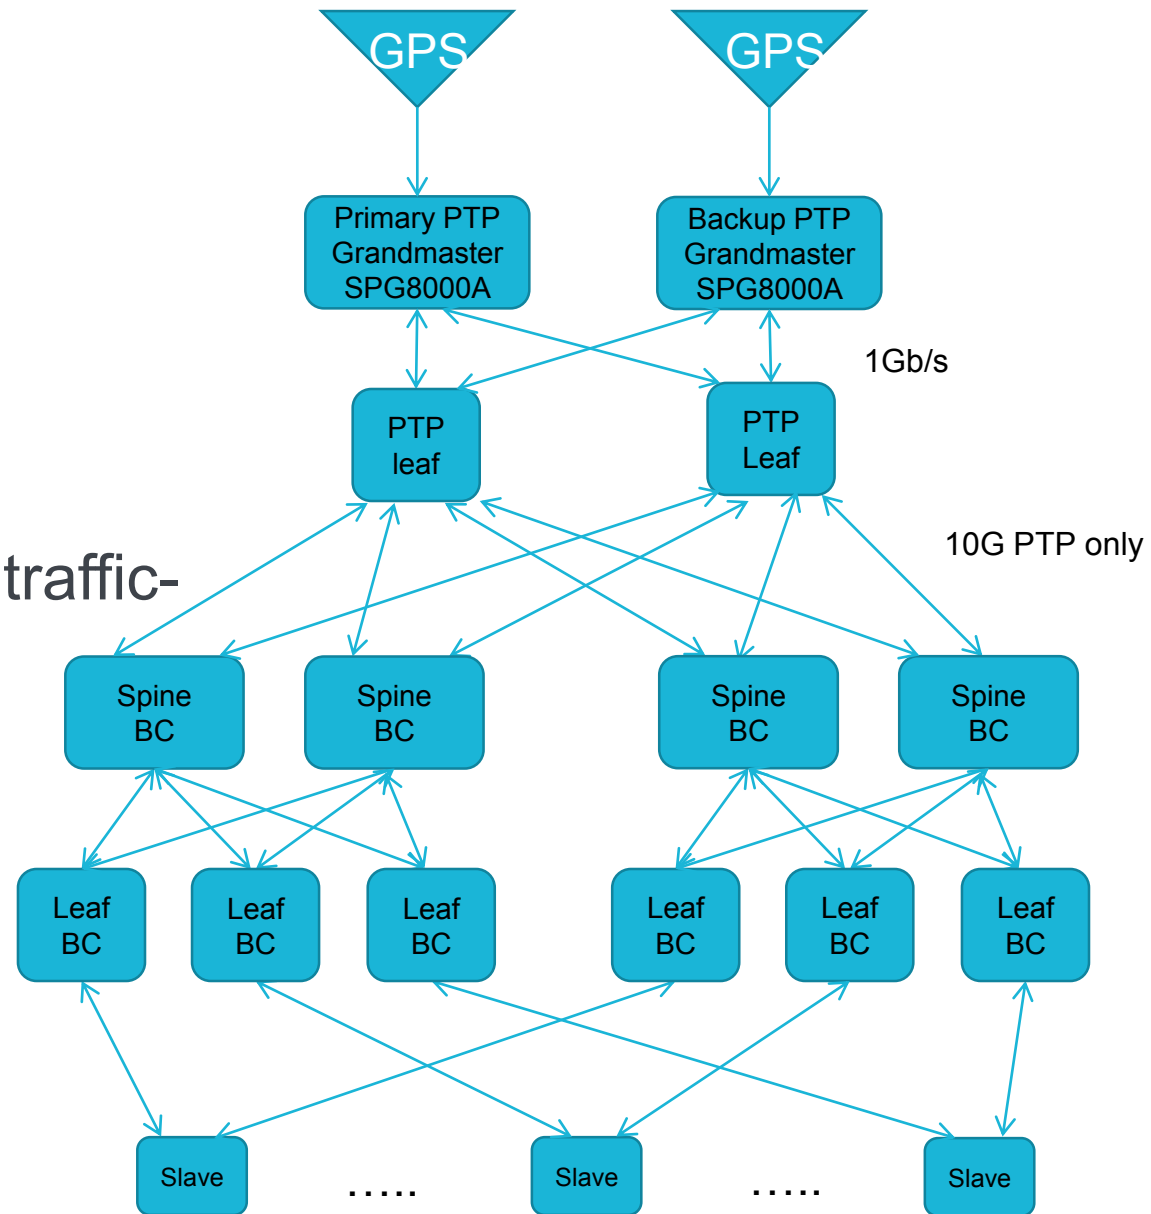 GPS
GPS
Primary PTP
Grandmaster
SPG8000A
Backup PTP
Grandmaster
SPG8000A
1Gb/s
PTP
leaf
PTP
Leaf
10G PTP only
traffic-
Spine
BC
Spine
BC
Spine
BC
Spine
BC
Leaf
BC
Leaf
BC
Leaf
BC
Leaf
BC
Leaf
BC
Leaf
BC
Slave
.....
Slave
.....
Slave